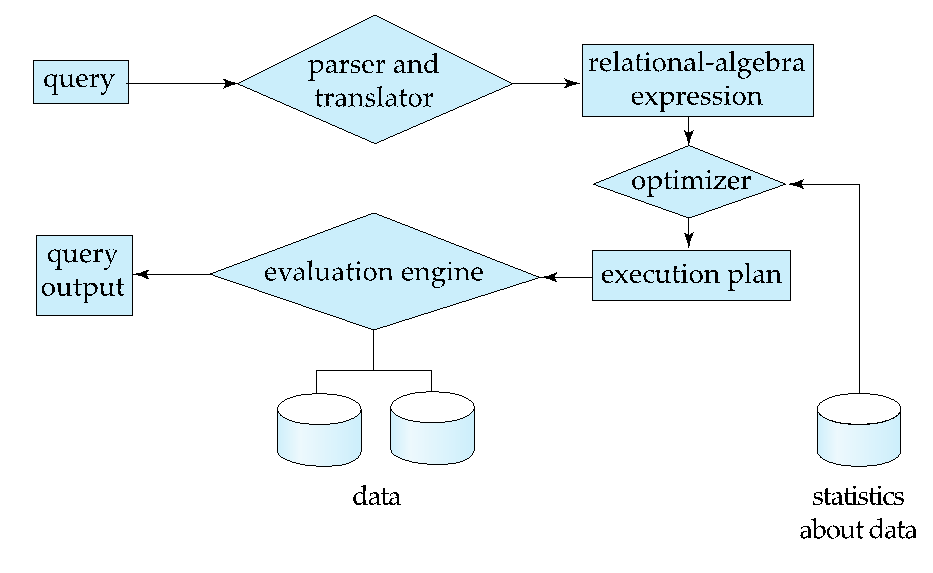 query
parser and
translator
relational-algebra
expression
optimizer
query
output
evaluation engine
execution plan
data
statistics
about data